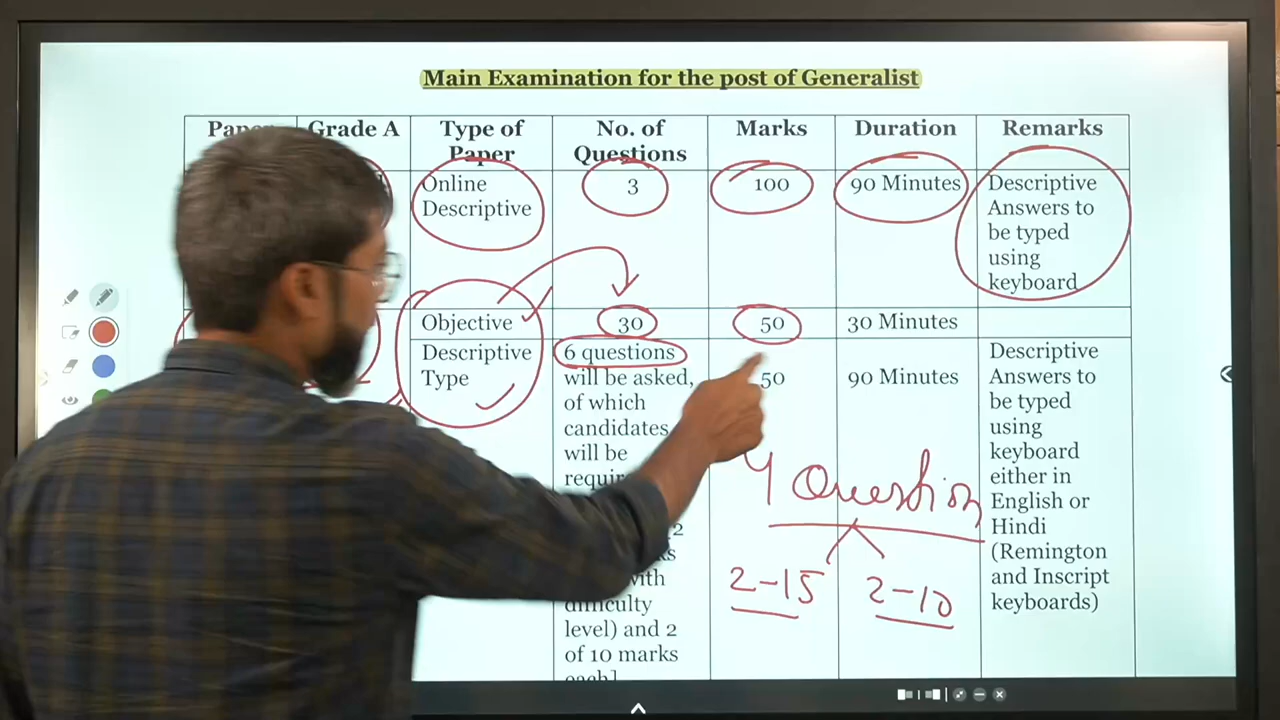 Main Examination for the post of Generalist
Grade A
Type of Paper
No. of Questions
Marks
Duration
Remarks
Online
Descriptive
3
100
90 Minutes
Descriptive
Answers to
be typed
using
keyboard
Objective
30
50
30 Minutes
Descriptive
Type
6 questions
will be asked,
of which
candidates
will be
50
90 Minutes
Descriptive
Answers to
be typed
using
keyboard
either in
English or
Hindi
(Remington
and Inscript
keyboards)
difficulty
level) and 2
of 10 marks
each]
4 Question
2-15
2-10